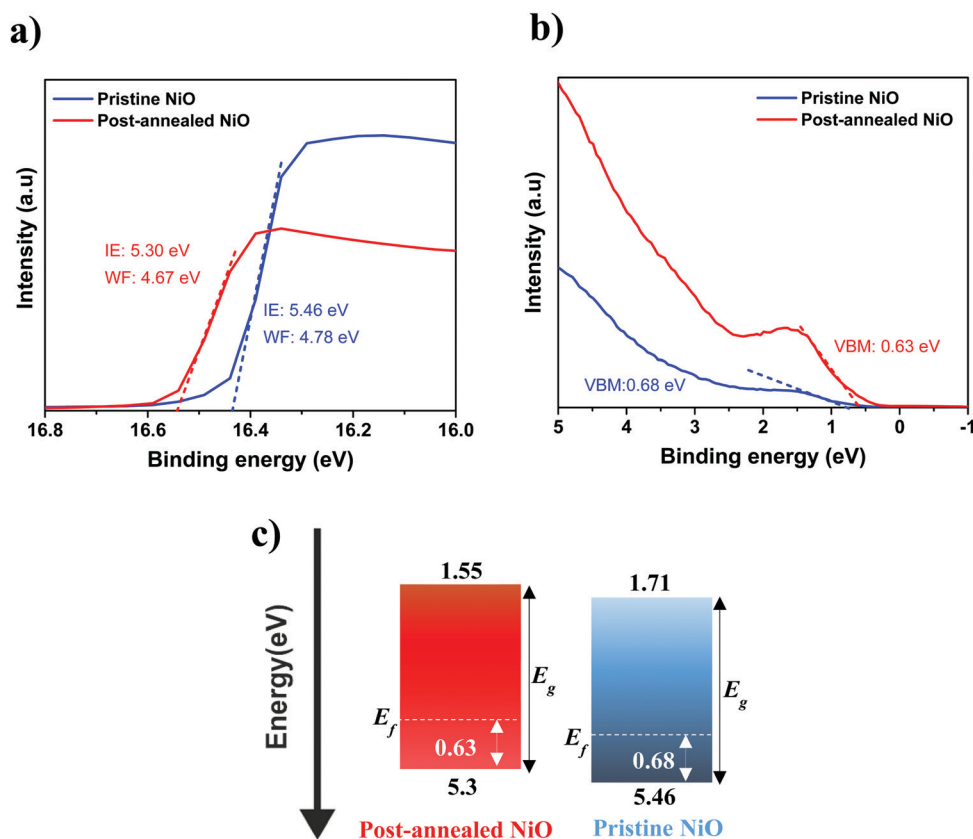 a)
Pristine NiO
Post-annealed NiO
Intensity (a.u)
IE: 5.30 eV
WF: 4.67 eV
IE: 5.46 eV
WF: 4.78 eV
16.8 16.6 16.4 16.2 16.0
Binding energy (eV)
b)
Pristine NiO
Post-annealed NiO
Intensity (a.u)
VBM: 0.63 eV
VBM:0.68 eV
5 4 3 2 1 0 -1
Binding energy (eV)
c)
Energy(eV)
1.55
E_g
E_f
0.63
5.3
Post-annealed NiO
1.71
E_g
E_f
0.68
5.46
Pristine NiO